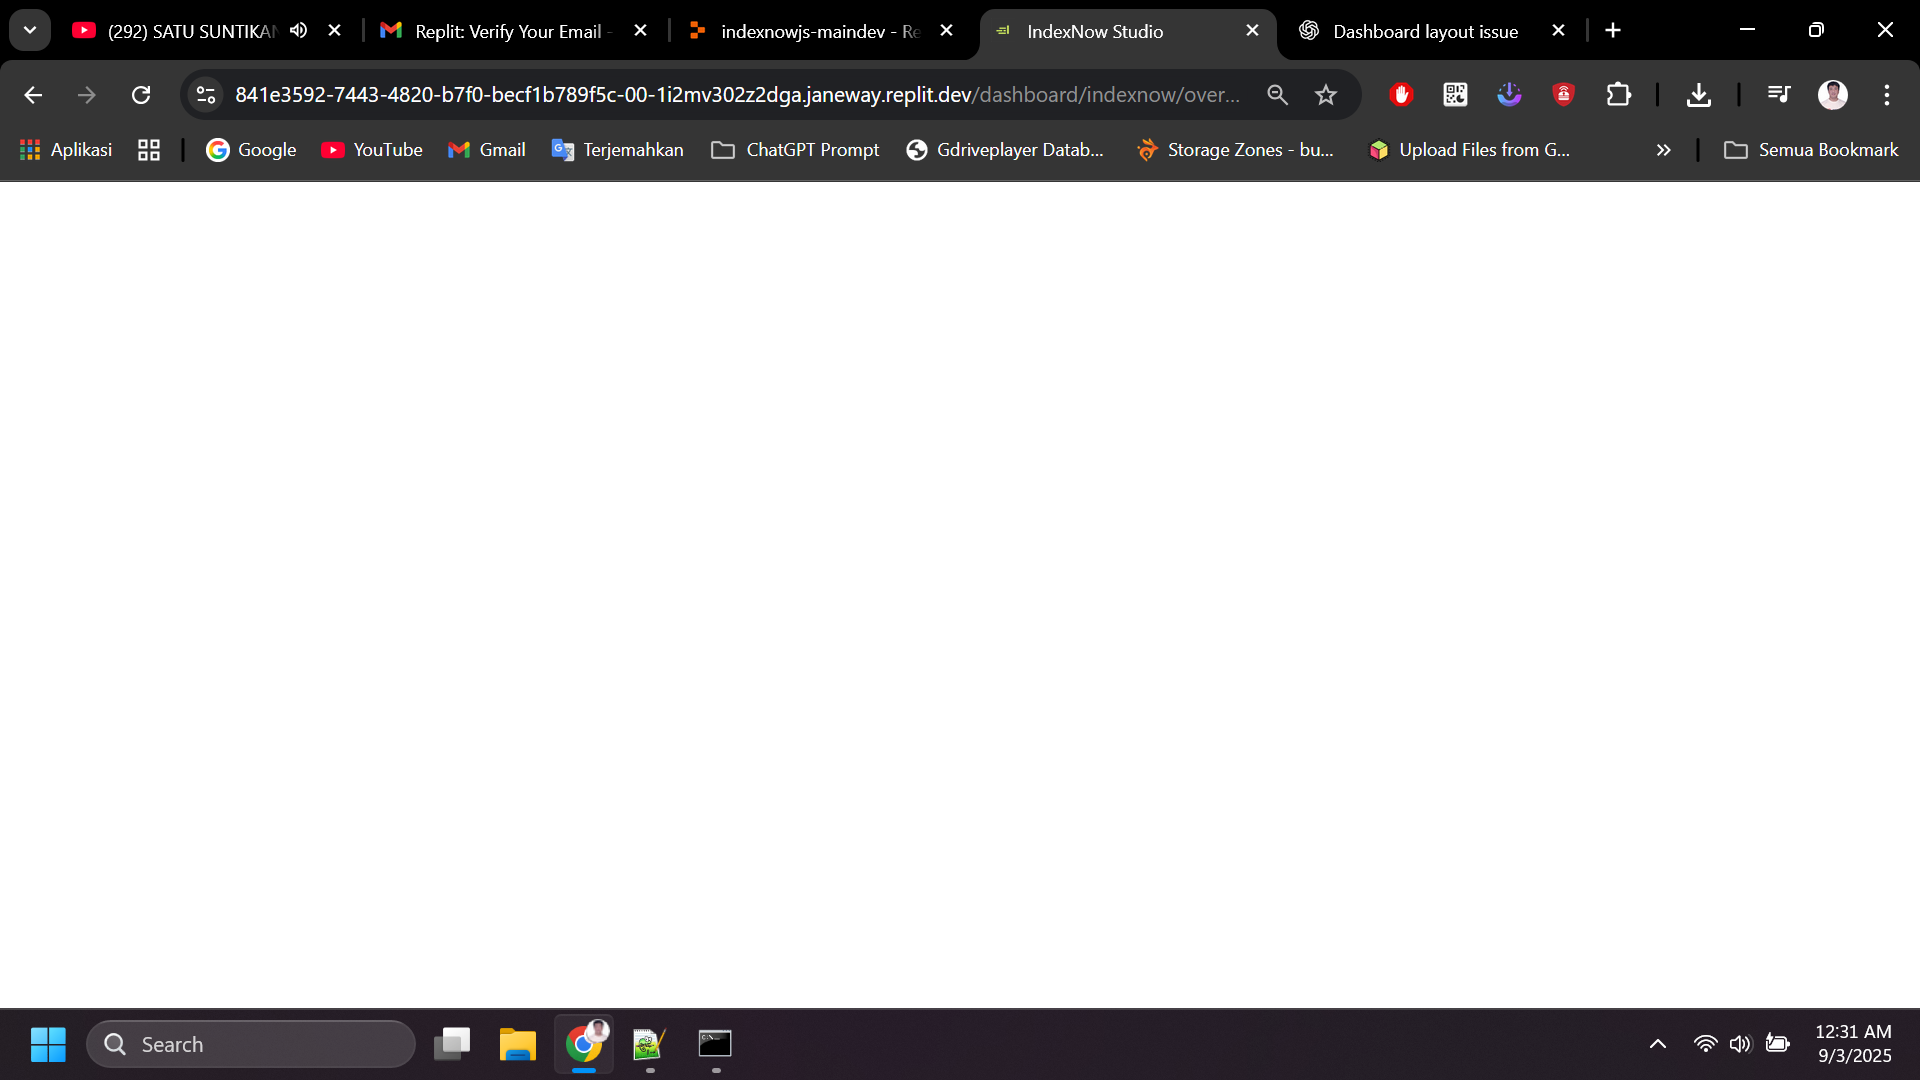 (292) SATU SUNTIKAN
Replit: Verify Your Email -
indexnowjs-maindev - Re
IndexNow Studio
Dashboard layout issue
841e3592-7443-4820-b7f0-becf1b789f5c-00-1i2mv302z2dga.janeway.replit.dev/dashboard/indexnow/over...
Aplikasi
Google
YouTube
Gmail
Terjemahkan
ChatGPT Prompt
Gdriveplayer Datab...
Storage Zones - bu...
Upload Files from G...
Semua Bookmark
Search
12:31 AM
9/3/2025